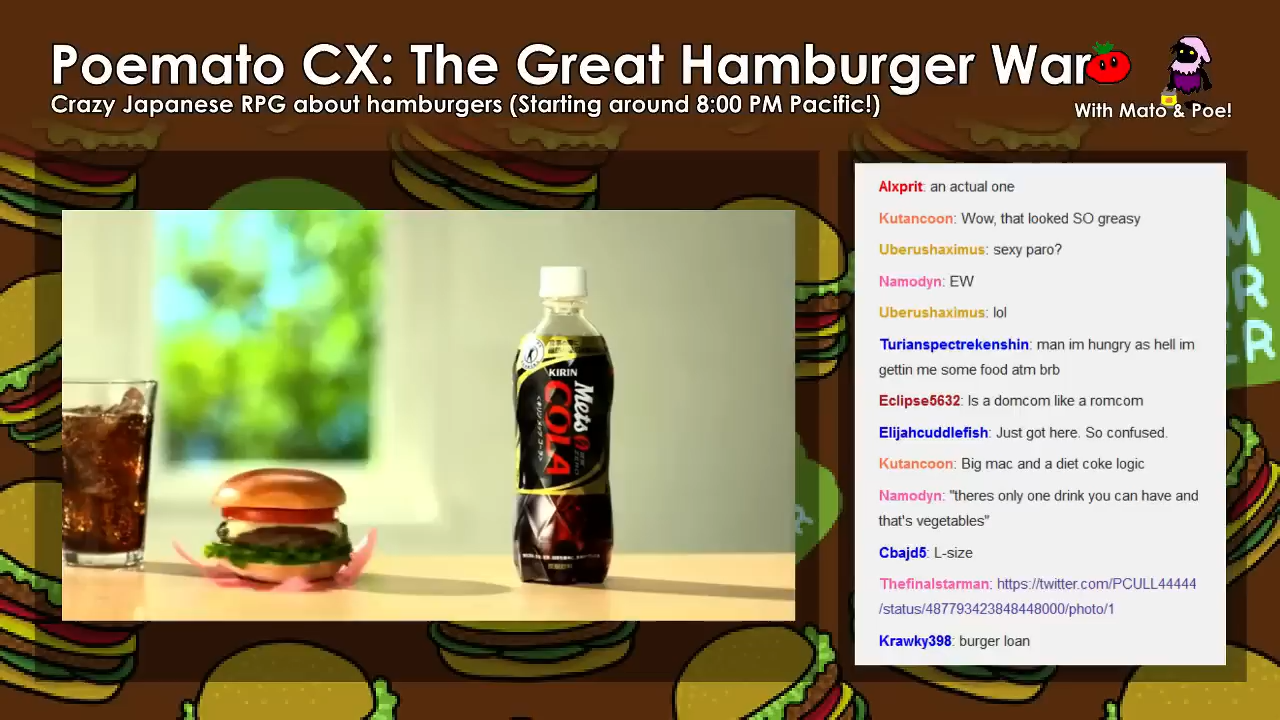 Poemato CX: The Great Hamburger War
Crazy Japanese RPG about hamburgers (Starting around 8:00 PM Pacific!)
With Mato & Poe!
KIRIN
Mets
COLA
Alxprit: an actual one
Kutancoon: Wow, that looked SO greasy
Uberushaximus: sexy paro?
Namodyn: EW
Uberushaximus: lol
Turianspectrekenshin: man im hungry as hell im
gettin me some food atm brb
Eclipse5632: Is a domcom like a romcom
Elijahcuddlefish: Just got here. So confused.
Kutancoon: Big mac and a diet coke logic
Namodyn: "theres only one drink you can have and
that's vegetables"
Cbajd5: L-size
Thefinalstarman: https://twitter.com/PCULL44444
/status/487793423848448000/photo/1
Krawky398: burger loan